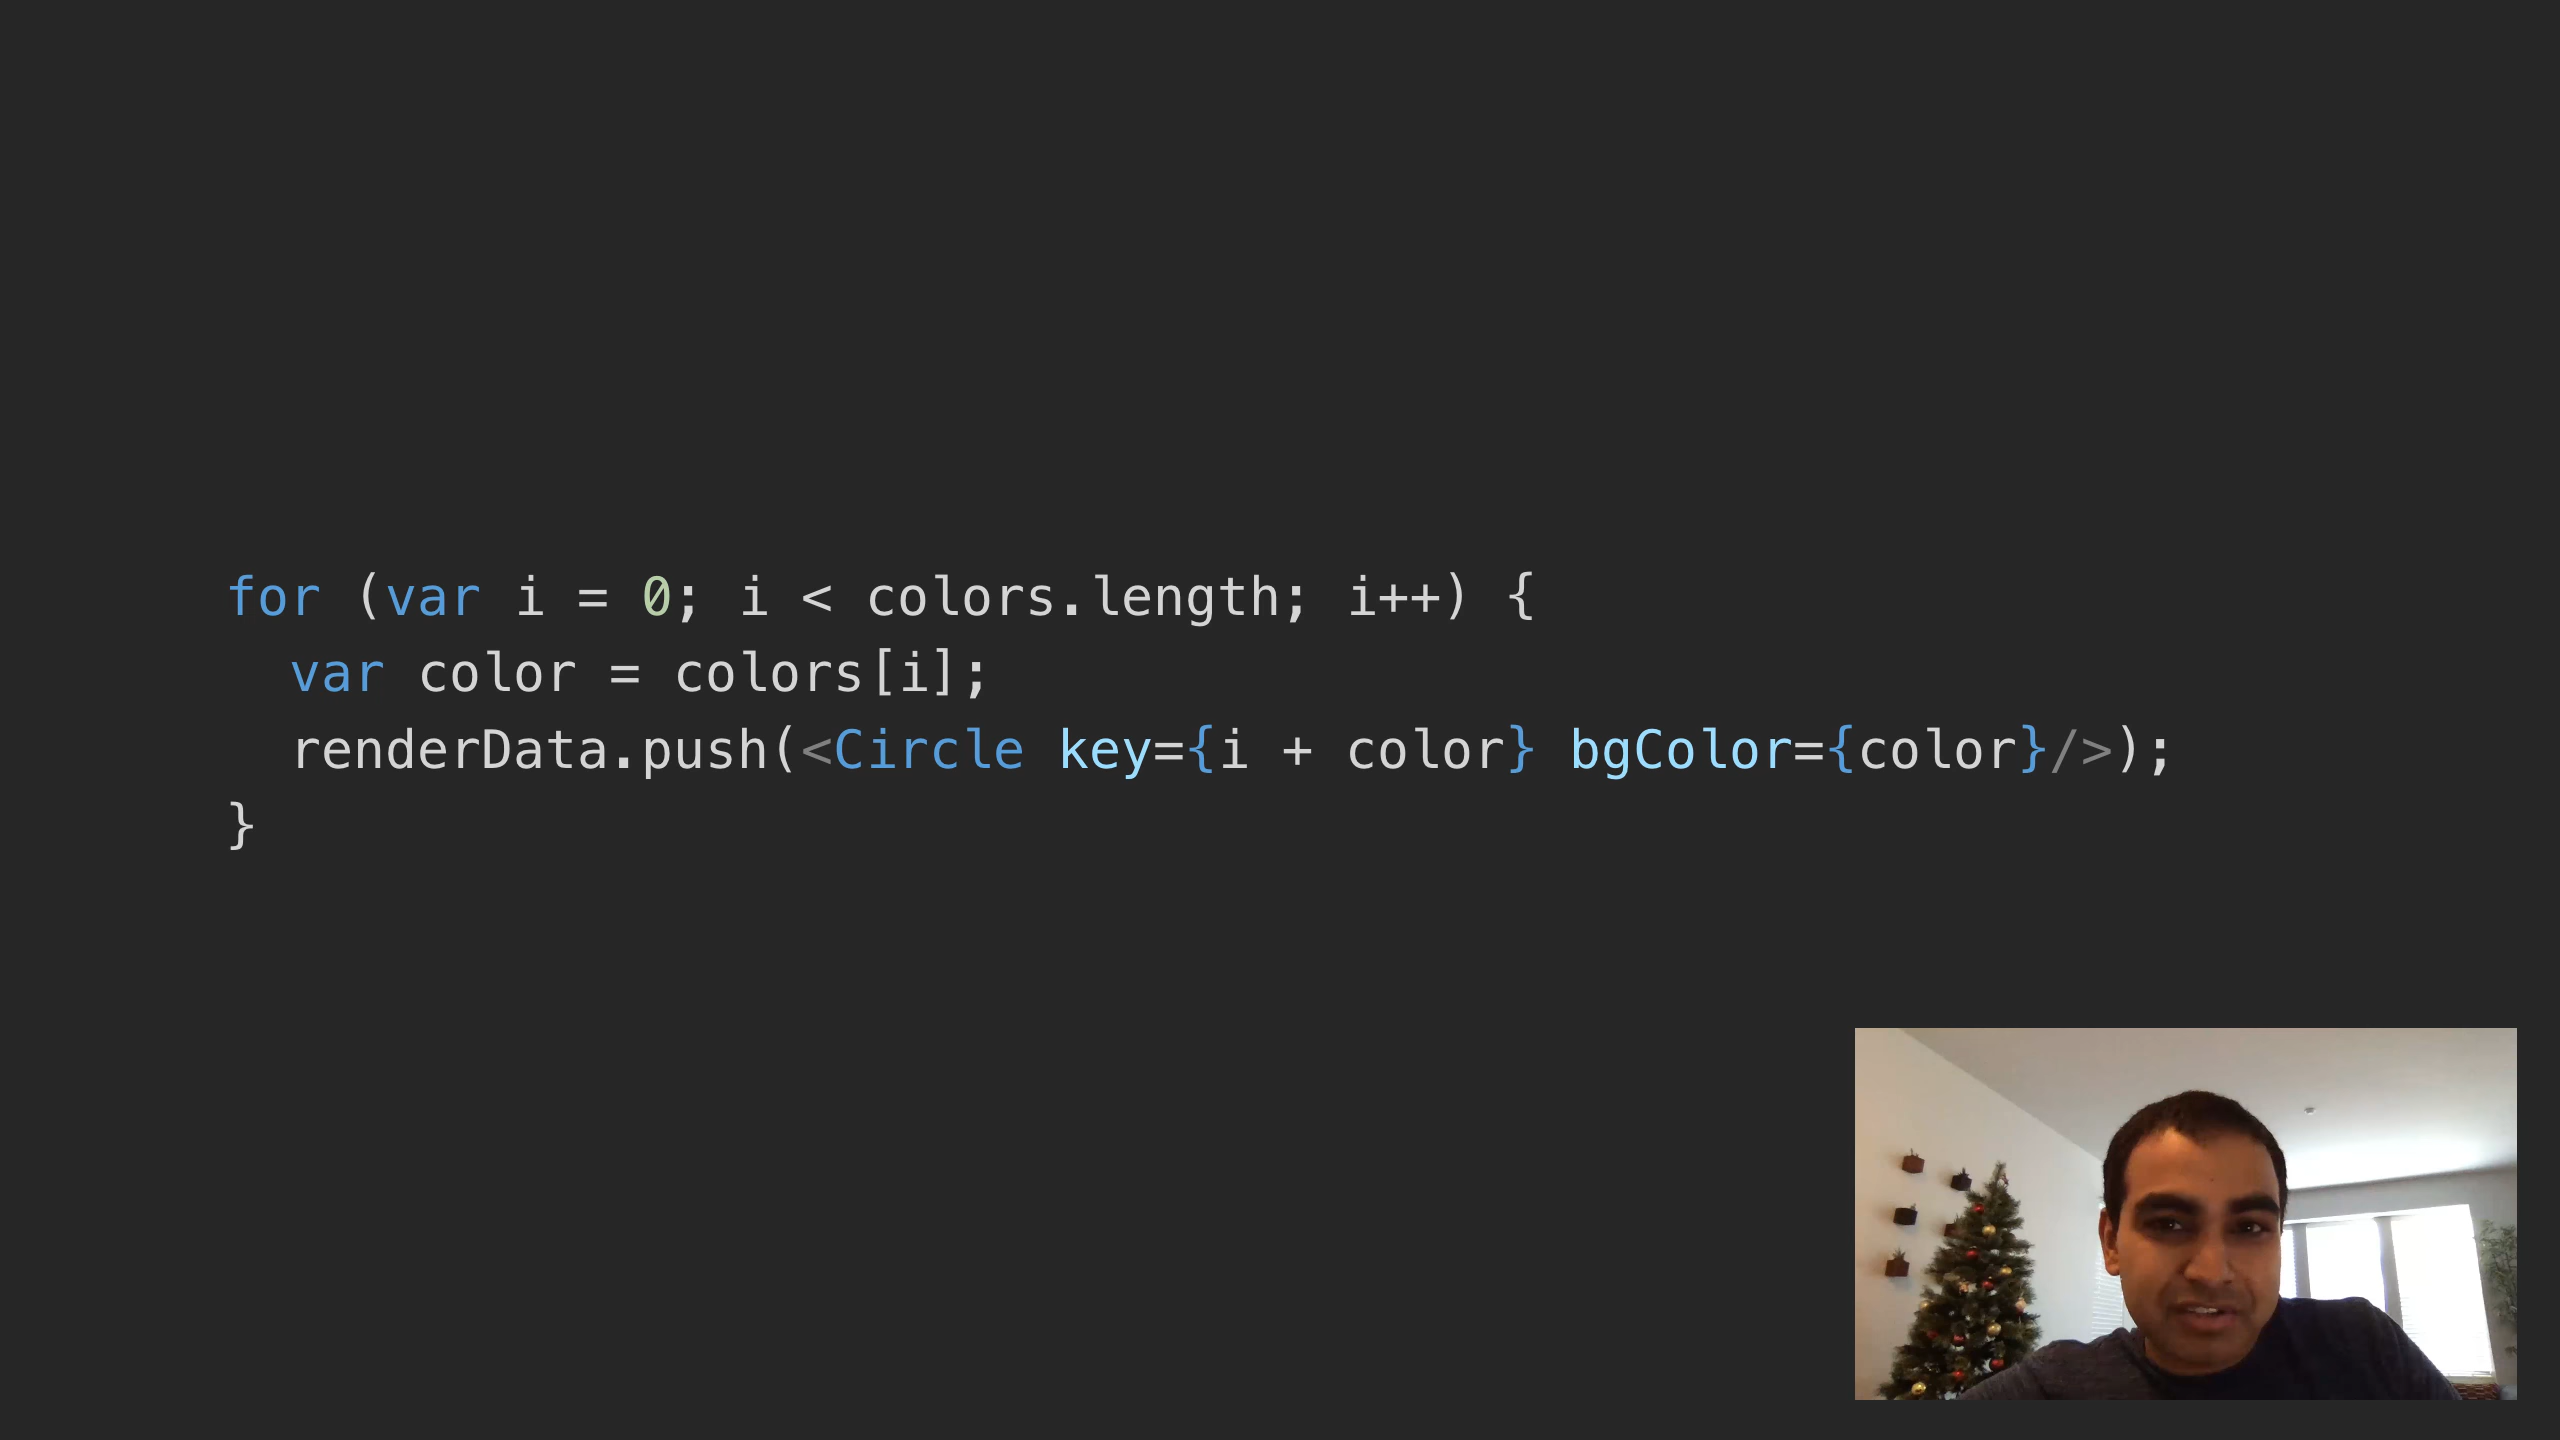 for (var i = 0; i < colors.length; i++) {
  var color = colors[i];
  renderData.push(<Circle key={i + color} bgColor={color}/>);
}